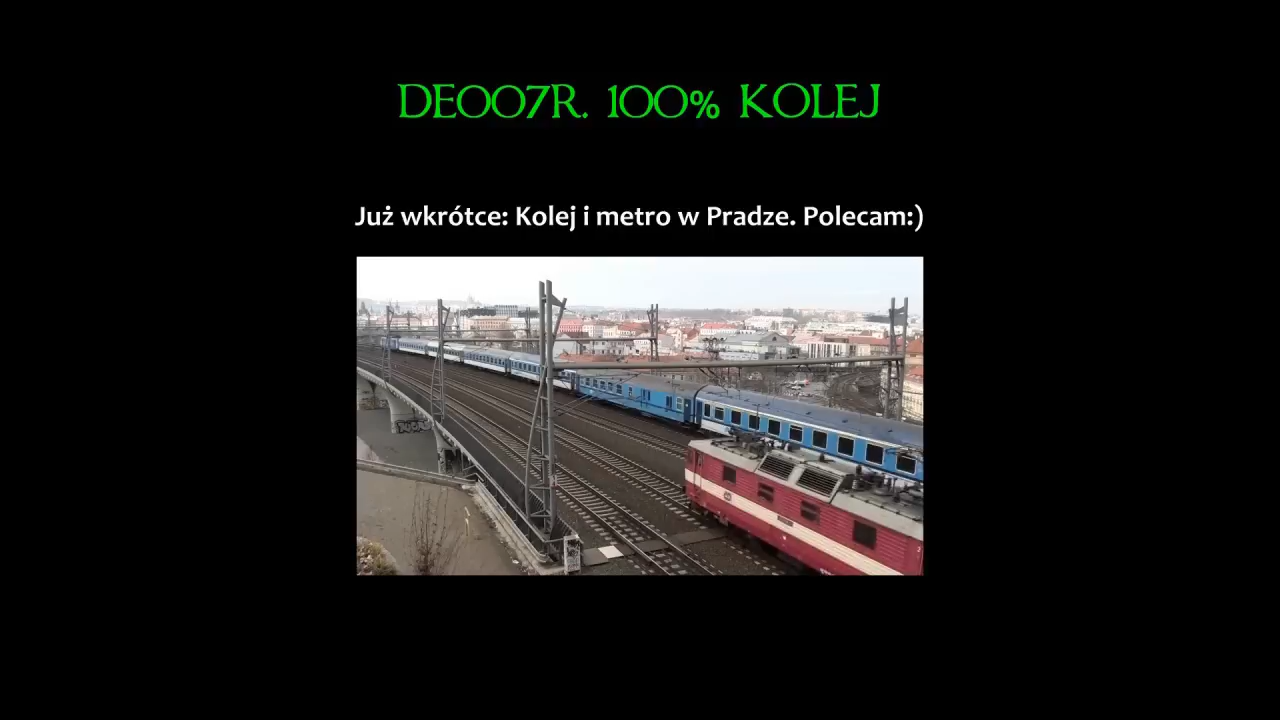 DE007R. 100% KOLEJ
Już wkrótce: Kolej i metro w Pradze. Polecam:)